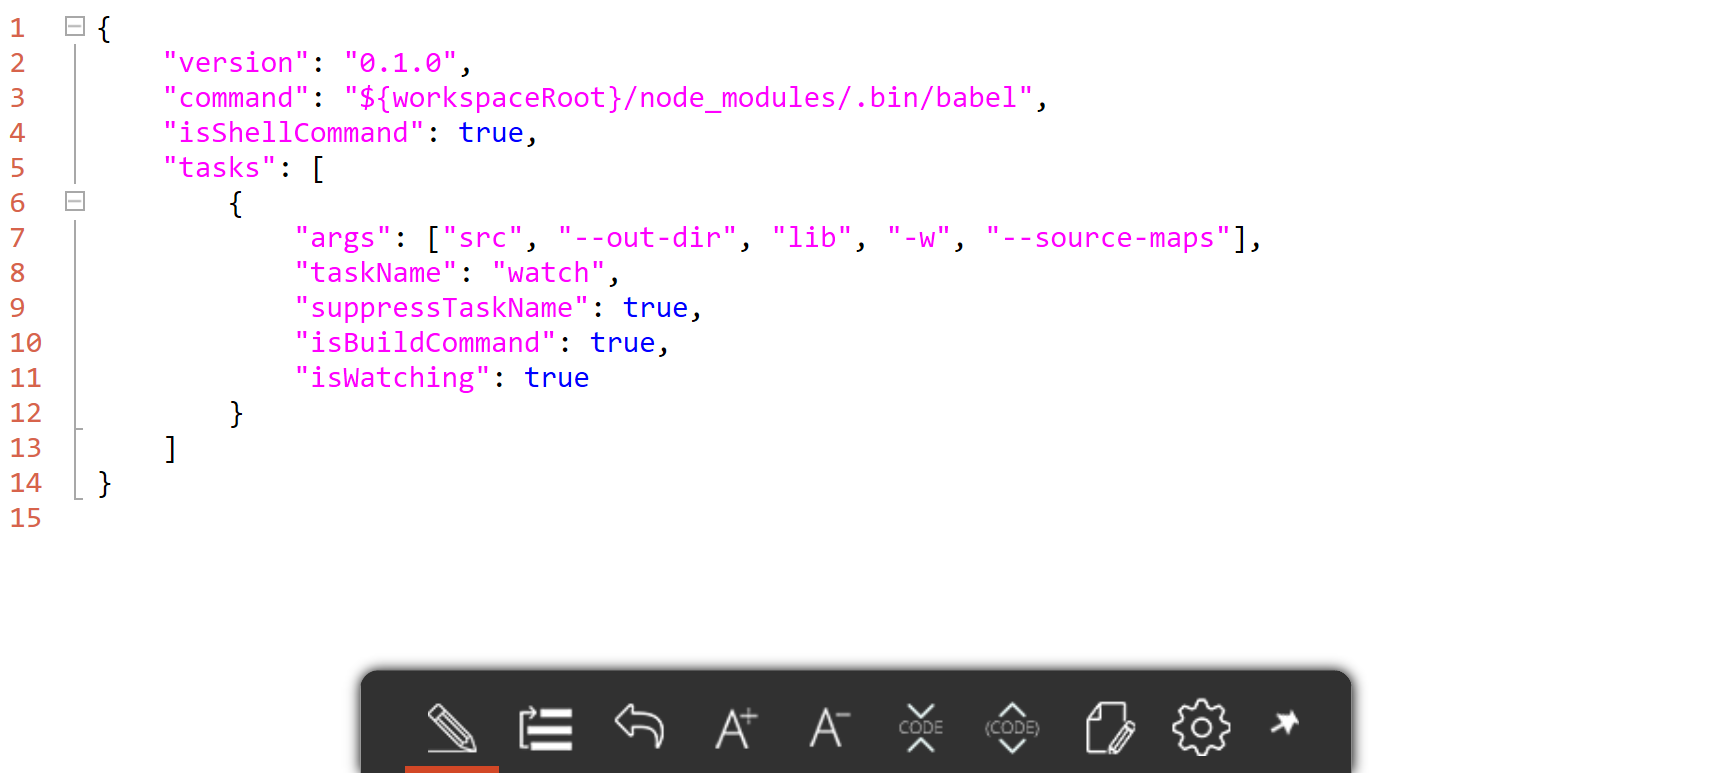 1 {
2 "version": "0.1.0",
3 "command": "${workspaceRoot}/node_modules/.bin/babel",
4 "isShellCommand": true,
5 "tasks": [
6 {
7 "args": ["src", "--out-dir", "lib", "-w", "--source-maps"],
8 "taskName": "watch",
9 "suppressTaskName": true,
10 "isBuildCommand": true,
11 "isWatching": true
12 }
13 ]
14 }
15
A+ A- CODE (CODE)